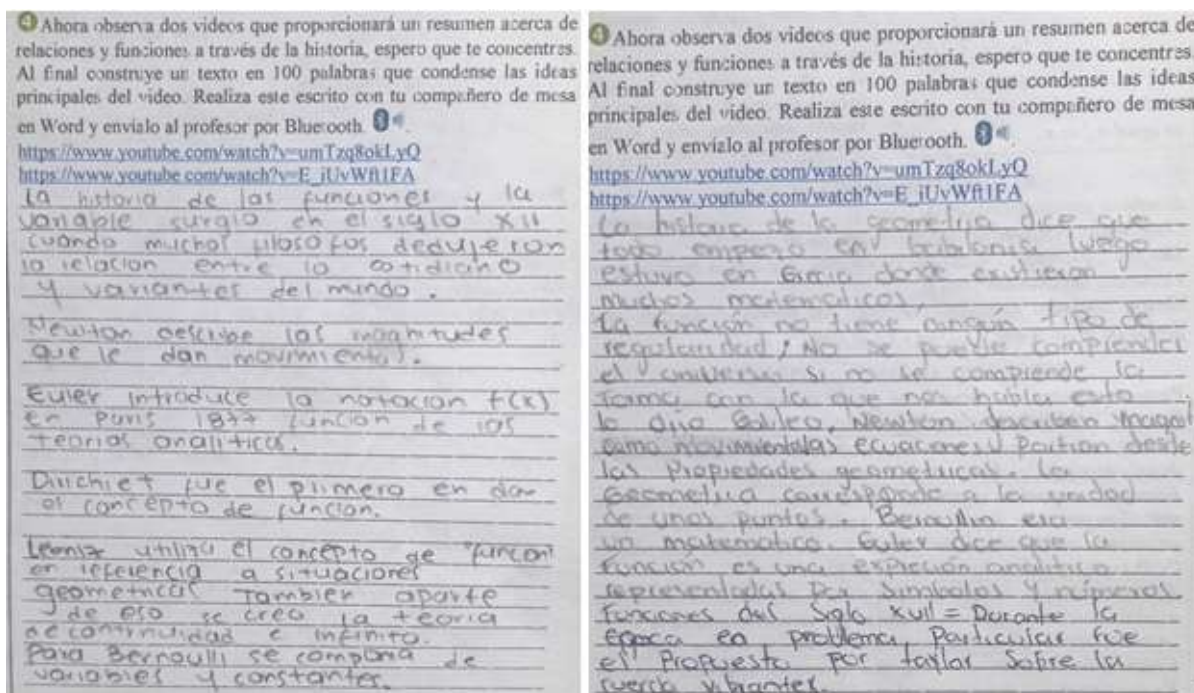 4 Ahora observa dos videos que proporcionará un resumen acerca de
relaciones y funciones a través de la historia, espero que te concentres.
Al final construye un texto en 100 palabras que condense las ideas
principales del video. Realiza este escrito con tu compañero de mesa
en Word y envíalo al profesor por Bluetooth.
https://www.youtube.com/watch?v=umTzq8okLyQ
https://www.youtube.com/watch?v=E_iUvWft1FA
La historia de las funciones y la
variable surgio en el siglo XII
cuando muchos filosofos dedujeron
la relacion entre lo cotidiano
y variantes del mundo.
Newton describe las magnitudes
que le dan movimiento.
Euler introduce la notacion f(x)
en Paris 1877 funcion de las
teorias analiticas.
Dirichlet fue el primero en dar
el concepto de funcion.
utiliza el concepto de "funcion"
en referencia a situaciones
geometricas Tambien aparte
de eso se creo la teoria
de continuidad e infinito.
Para Bernoulli se componia de
variables y constantes.
4 Ahora observa dos videos que proporcionará un resumen acerca de
relaciones y funciones a través de la historia, espero que te concentres.
Al final construye un texto en 100 palabras que condense las ideas
principales del video. Realiza este escrito con tu compañero de mesa
en Word y envíalo al profesor por Bluetooth.
https://www.youtube.com/watch?v=umTzq8okLyQ
https://www.youtube.com/watch?v=E_iUvWft1FA
La historia de la geometria dice que
todo empezo en babilonia luego
estuvo en Grecia donde existieron
muchos matematicos,
La función no tiene ningún tipo de
regularidad, No se puede comprender
el universo si no se comprende la
forma con la que nos habla esto
lo dijo Galileo, Newton describen
como ecuaciones y Partian desde
las Propiedades geometricas. La
Geometria corresponde a la unidad
de unos puntos. era
un matematico. Euler dice que la
Función es una expresión analitica
representadas Por Simbolos y números
Funciones del Siglo XVII = Durante la
Epoca en problema Particular fue
el Propuesto por taylor Sobre la
cuerda vibrantes.